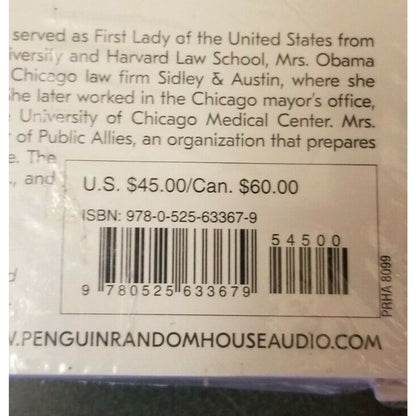 served as First Lady of the United States from
iversity and Harvard Law School, Mrs. Obama
Chicago law firm Sidley & Austin, where she
he later worked in the Chicago mayor's office,
University of Chicago Medical Center. Mrs.
of Public Allies, an organization that prepares
e. The
and
U.S. $45.00/Can. $60.00
ISBN: 978-0-525-63367-9
54500
9 780525 633679
PRHA 8099
W.PENGUINRANDOMHOUSEAUDIO.COM